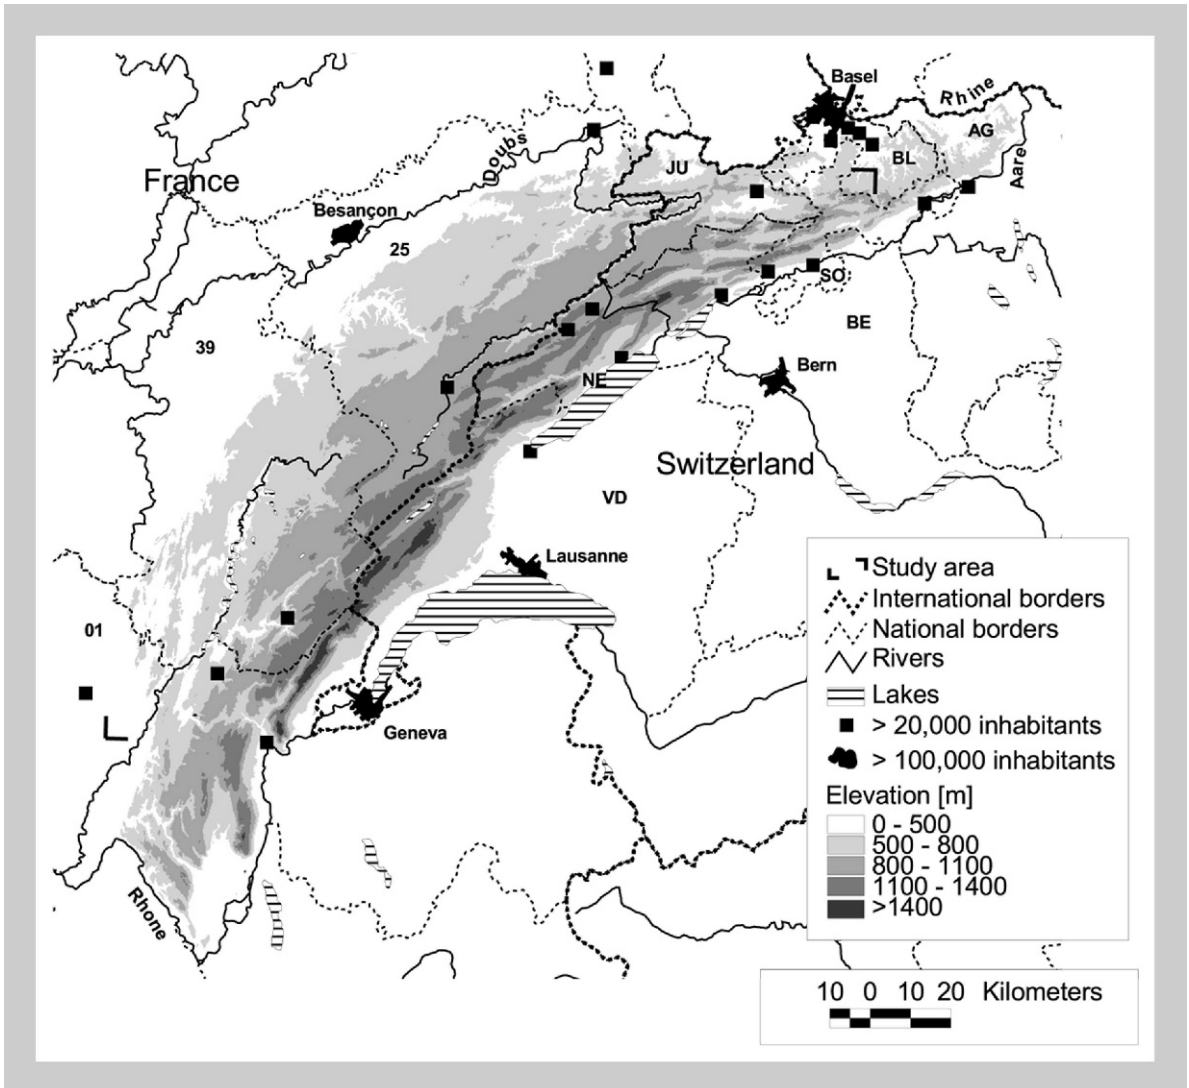 Basel
Rhine
AG
Doubs
BL
Aare
JU
France
Besançon
25
SO
39
BE
Bern
NE
Switzerland
VD
Lausanne
01
Geneva
Rhone
Study area
International borders
National borders
Rivers
Lakes
> 20,000 inhabitants
> 100,000 inhabitants
Elevation [m]
0 - 500
500 - 800
800 - 1100
1100 - 1400
>1400
10 0 10 20 Kilometers